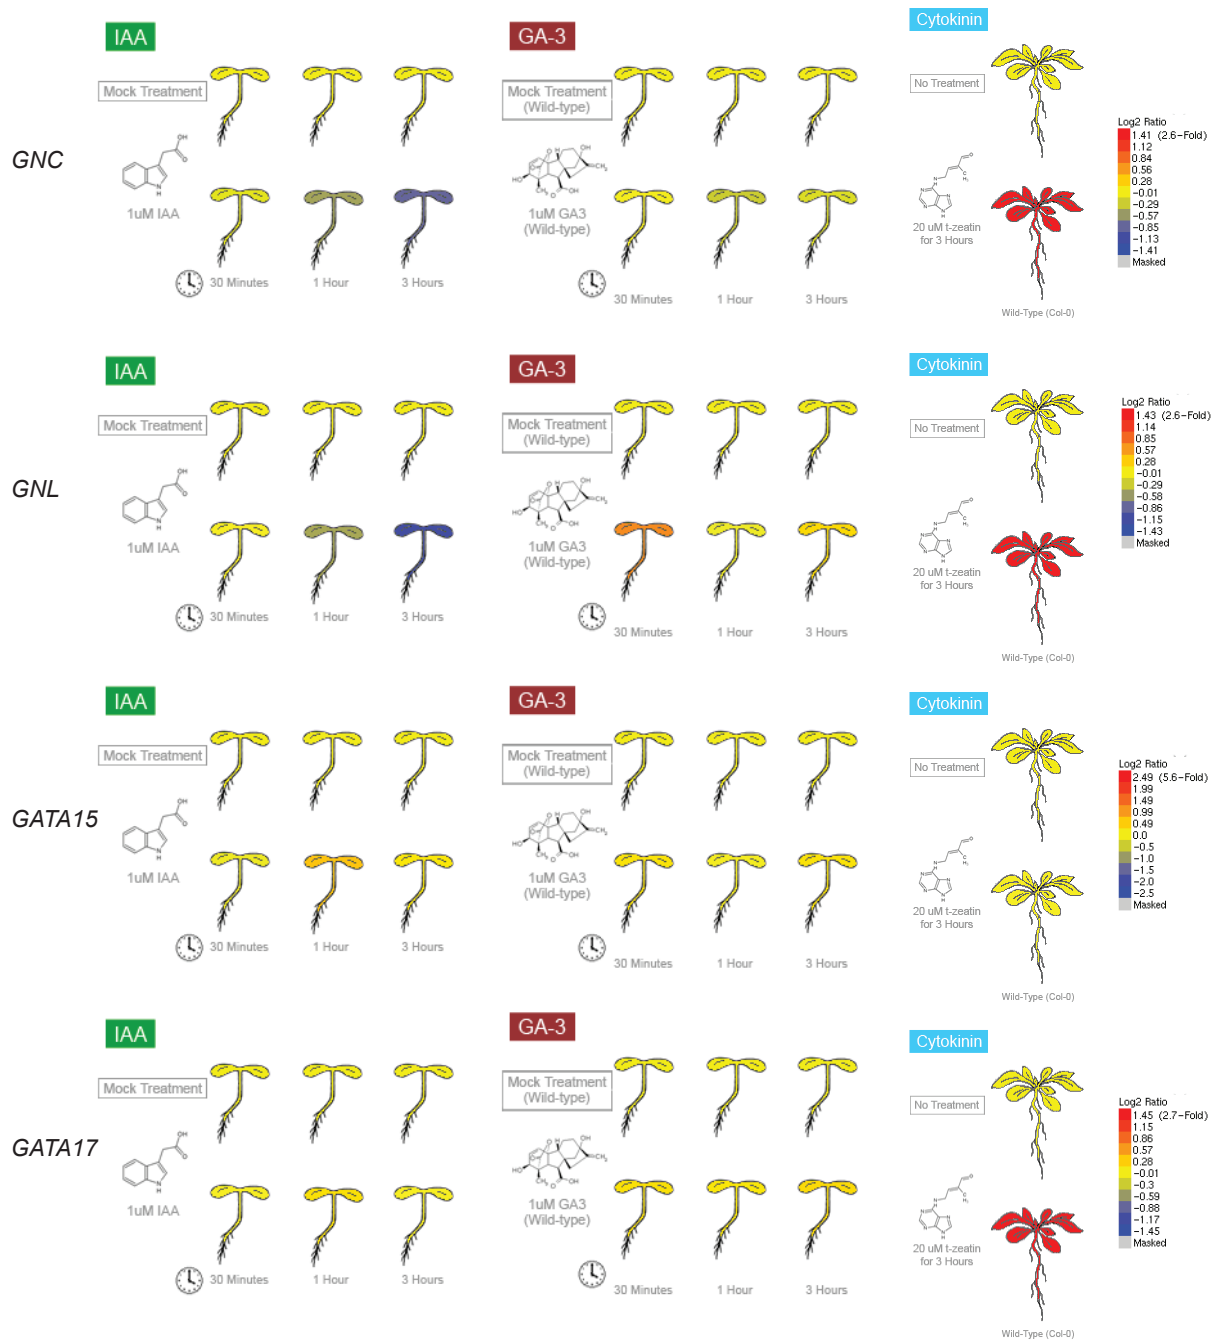 IAA
GA-3
Cytokinin
Mock Treatment
Mock Treatment
(Wild-type)
No Treatment
GNC
1uM IAA
1uM GA3
(Wild-type)
20 uM t-zeatin
for 3 Hours
30 Minutes
1 Hour
3 Hours
30 Minutes
1 Hour
3 Hours
Wild-Type (Col-0)
Log2 Ratio
1.41 (2.6-Fold)
1.12
0.84
0.56
0.28
-0.01
-0.29
-0.57
-0.85
-1.13
-1.41
Masked
IAA
GA-3
Cytokinin
Mock Treatment
Mock Treatment
(Wild-type)
No Treatment
GNL
1uM IAA
1uM GA3
(Wild-type)
20 uM t-zeatin
for 3 Hours
30 Minutes
1 Hour
3 Hours
30 Minutes
1 Hour
3 Hours
Wild-Type (Col-0)
Log2 Ratio
1.43 (2.6-Fold)
1.14
0.85
0.57
0.28
-0.01
-0.29
-0.58
-0.86
-1.15
-1.43
Masked
IAA
GA-3
Cytokinin
Mock Treatment
Mock Treatment
(Wild-type)
No Treatment
GATA15
1uM IAA
1uM GA3
(Wild-type)
20 uM t-zeatin
for 3 Hours
30 Minutes
1 Hour
3 Hours
30 Minutes
1 Hour
3 Hours
Wild-Type (Col-0)
Log2 Ratio
2.49 (5.6-Fold)
1.99
1.49
0.99
0.49
0.0
-0.5
-1.0
-1.5
-2.0
-2.5
Masked
IAA
GA-3
Cytokinin
Mock Treatment
Mock Treatment
(Wild-type)
No Treatment
GATA17
1uM IAA
1uM GA3
(Wild-type)
20 uM t-zeatin
for 3 Hours
30 Minutes
1 Hour
3 Hours
30 Minutes
1 Hour
3 Hours
Wild-Type (Col-0)
Log2 Ratio
1.45 (2.7-Fold)
1.15
0.86
0.57
0.28
-0.01
-0.3
-0.59
-0.88
-1.17
-1.45
Masked